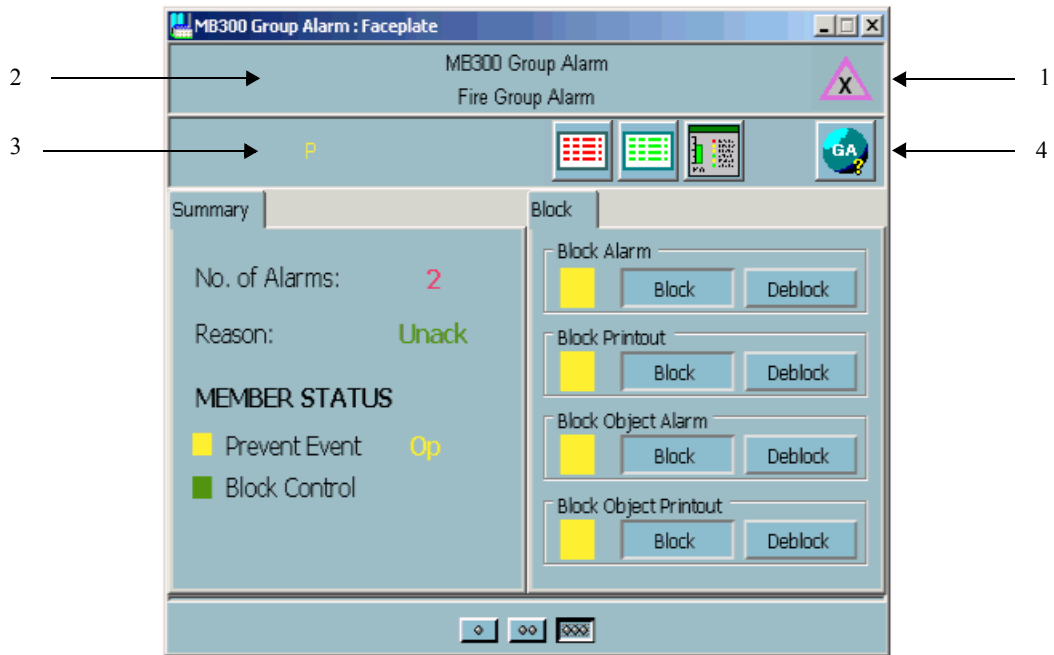 MB300 Group Alarm : Faceplate
2
MB300 Group Alarm
X
1
Fire Group Alarm
3
P
GA
?
4
Summary
Block
No. of Alarms: 2
Reason: Unack
MEMBER STATUS
Prevent Event Op
Block Control
Block Alarm
Block Deblock
Block Printout
Block Deblock
Block Object Alarm
Block Deblock
Block Object Printout
Block Deblock